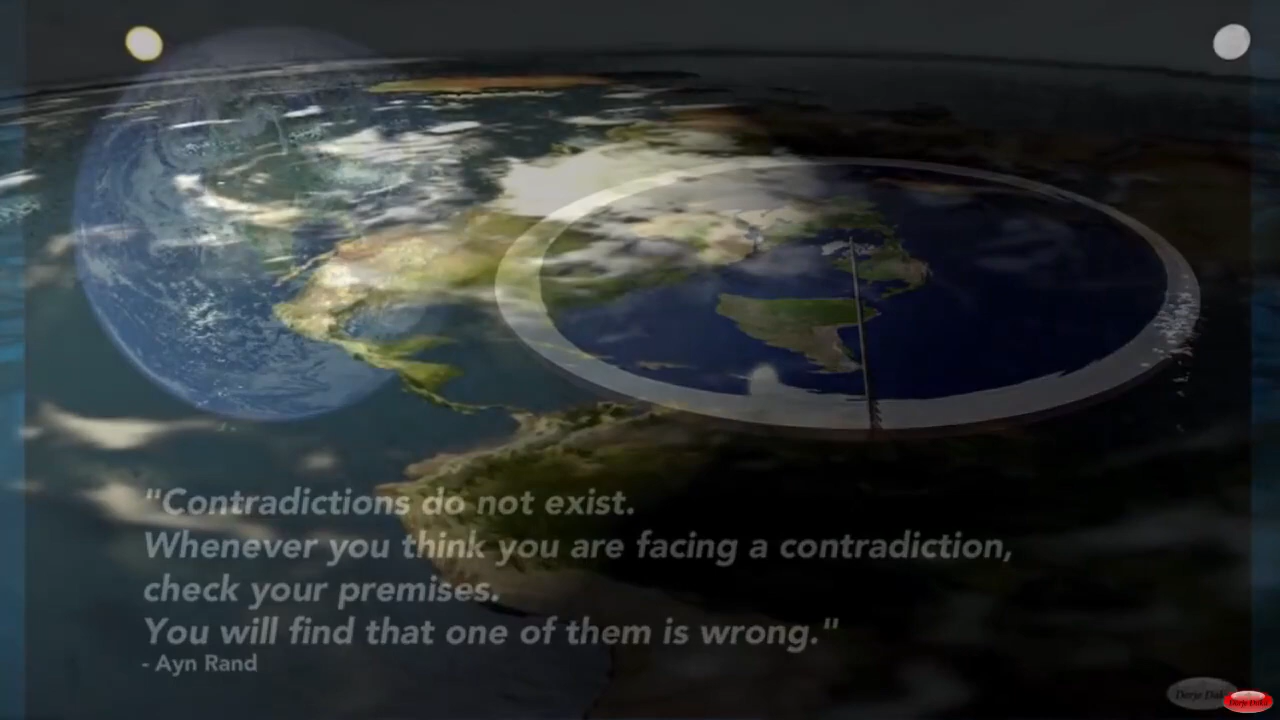 "Contradictions do not exist.
Whenever you think you are facing a contradiction,
check your premises.
You will find that one of them is wrong."
- Ayn Rand